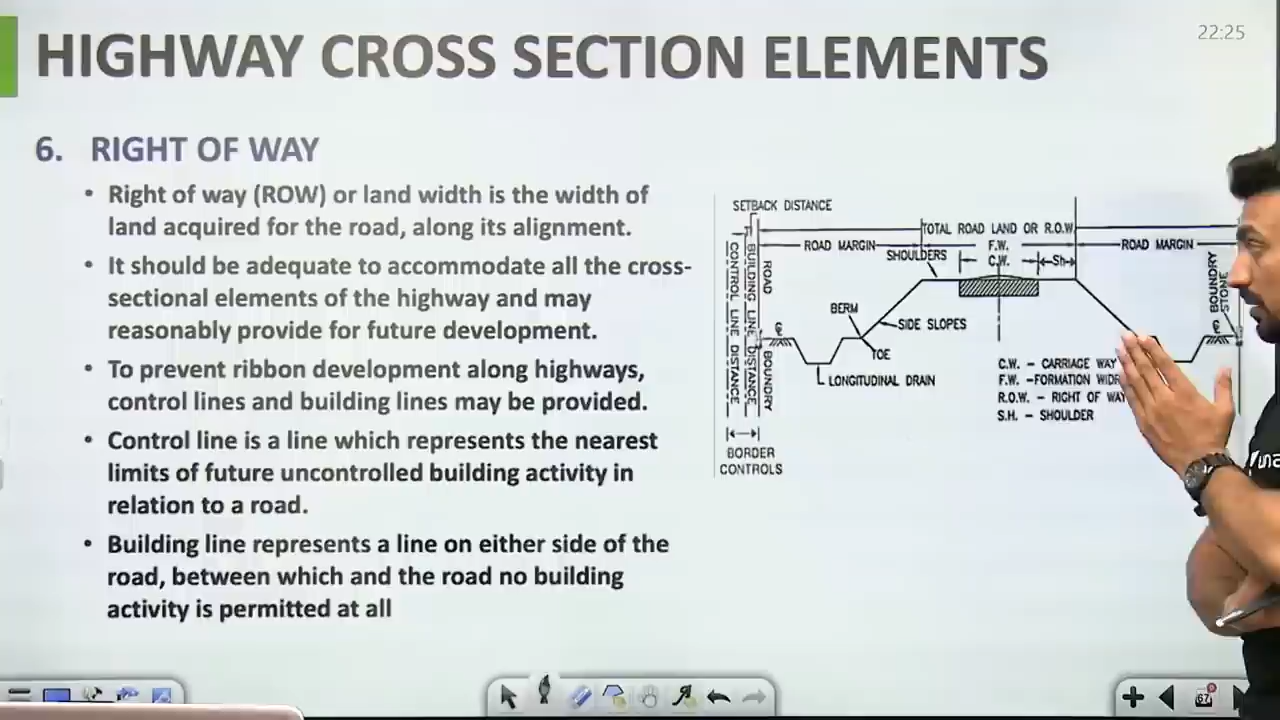 HIGHWAY CROSS SECTION ELEMENTS
22:25
6. RIGHT OF WAY
• Right of way (ROW) or land width is the width of
land acquired for the road, along its alignment.
• It should be adequate to accommodate all the cross-
sectional elements of the highway and may
reasonably provide for future development.
• To prevent ribbon development along highways,
control lines and building lines may be provided.
• Control line is a line which represents the nearest
limits of future uncontrolled building activity in
relation to a road.
• Building line represents a line on either side of the
road, between which and the road no building
activity is permitted at all
SETBACK DISTANCE
TOTAL ROAD LAND OR R.O.W.
ROAD MARGIN
F.W.
ROAD MARGIN
SHOULDERS
C.W.
Sh
CONTROL LINE DISTANCE
BUILDING LINE DISTANCE
ROAD BOUNDRY
BOUNDRY STONE
BERM
SIDE SLOPES
TOE
LONGITUDINAL DRAIN
C.W. – CARRIAGE WAY
F.W. –FORMATION WIDR
R.O.W. – RIGHT OF WAY
S.H. – SHOULDER
BORDER
CONTROLS
una
67